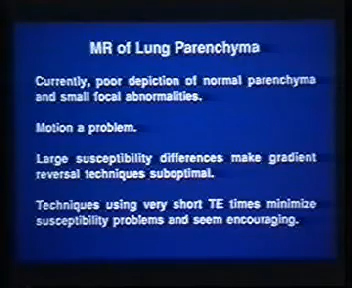 MR of Lung Parenchyma
Currently, poor depiction of normal parenchyma
and small focal abnormalities.
Motion a problem.
Large susceptibility differences make gradient
reversal techniques suboptimal.
Techniques using very short TE times minimize
susceptibility problems and seem encouraging.